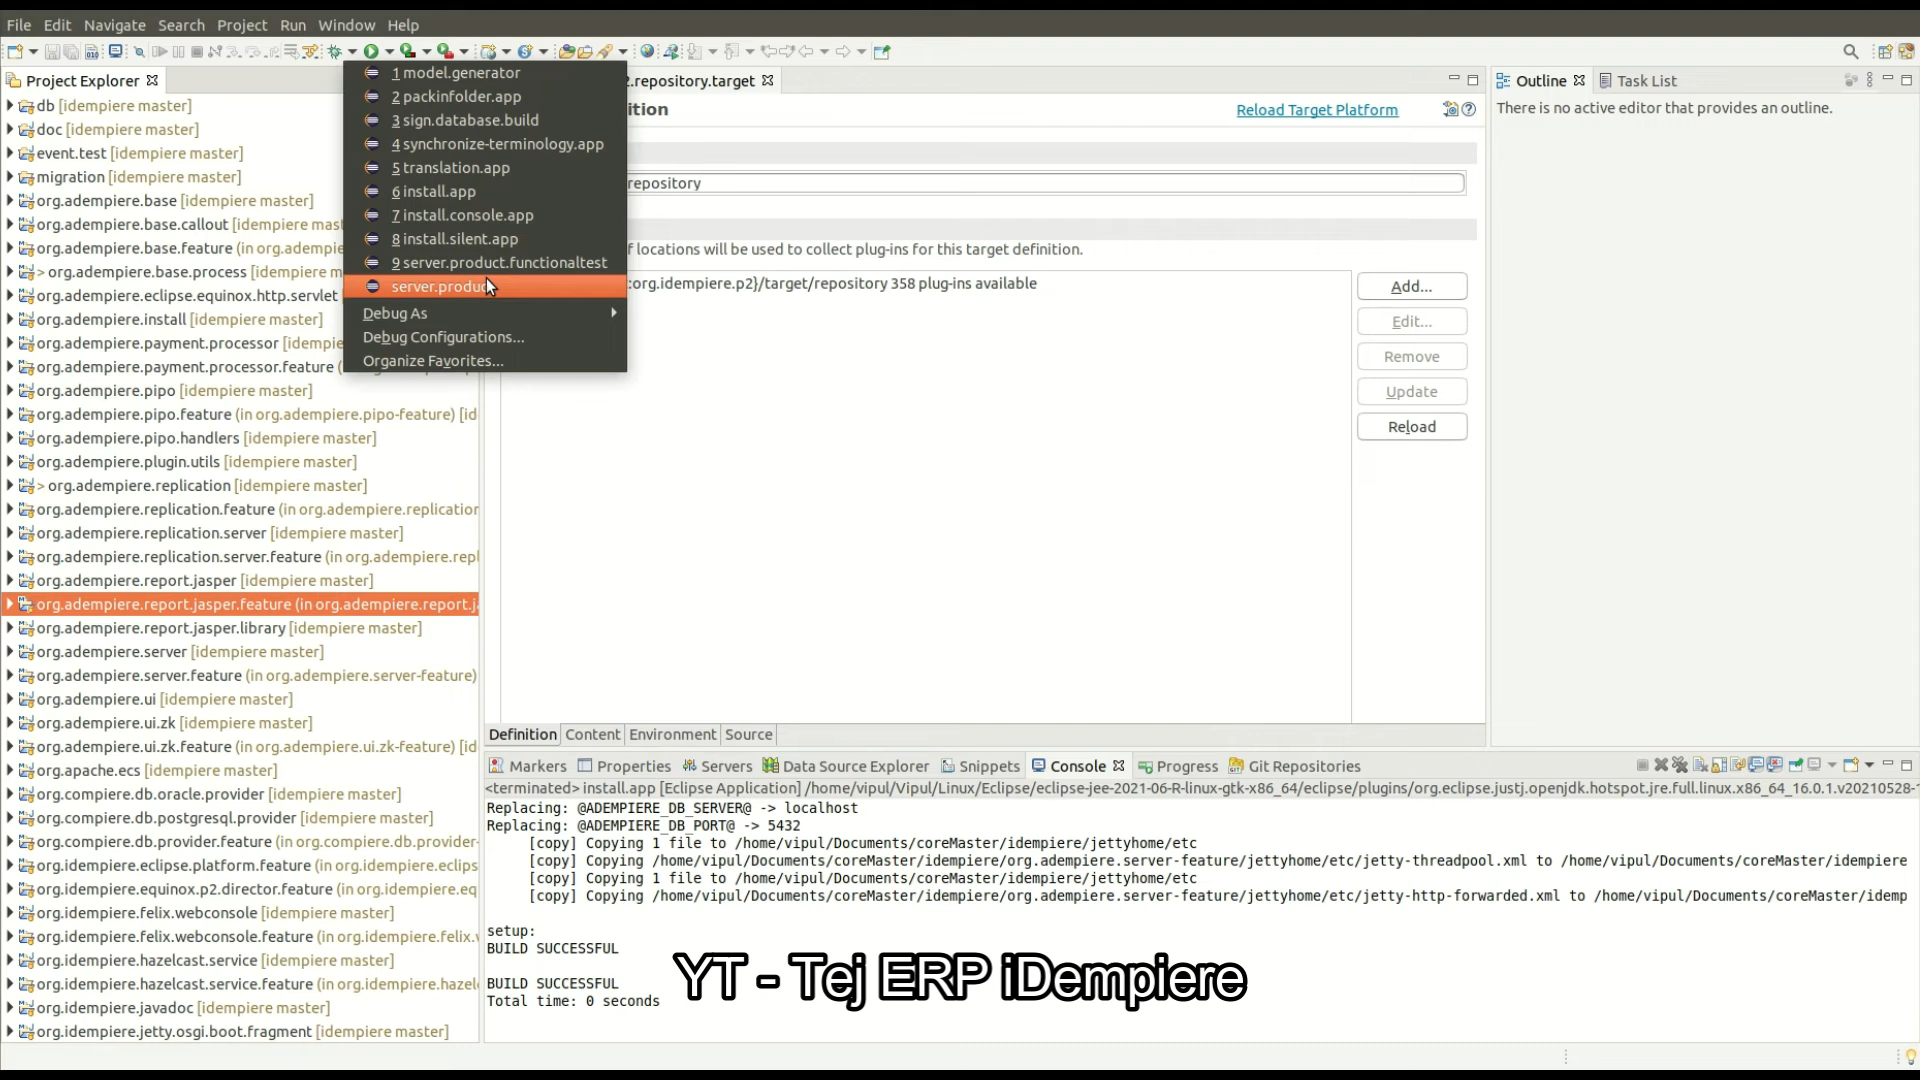 File Edit Navigate Search Project Run Window Help
Project Explorer
2.repository.target
Outline
Task List
1 model.generator
2 packinfolder.app
3 sign.database.build
4 synchronize-terminology.app
5 translation.app
6 install.app
7 install.console.app
8 install.silent.app
9 server.product.functionaltest
server.produc
Debug As
Debug Configurations...
Organize Favorites...
db [idempiere master]
doc [idempiere master]
event.test [idempiere master]
migration [idempiere master]
org.adempiere.base [idempiere master]
org.adempiere.base.callout [idempiere mast
org.adempiere.base.feature (in org.adempie
> org.adempiere.base.process [idempiere m
org.adempiere.eclipse.equinox.http.servlet
org.adempiere.install [idempiere master]
org.adempiere.payment.processor [idempie
org.adempiere.payment.processor.feature (
org.adempiere.pipo [idempiere master]
org.adempiere.pipo.feature (in org.adempiere.pipo-feature) [id
org.adempiere.pipo.handlers [idempiere master]
org.adempiere.plugin.utils [idempiere master]
> org.adempiere.replication [idempiere master]
org.adempiere.replication.feature (in org.adempiere.replication
org.adempiere.replication.server [idempiere master]
org.adempiere.replication.server.feature (in org.adempiere.repl
org.adempiere.report.jasper [idempiere master]
org.adempiere.report.jasper.feature (in org.adempiere.report.j
org.adempiere.report.jasper.library [idempiere master]
org.adempiere.server [idempiere master]
org.adempiere.server.feature (in org.adempiere.server-feature)
org.adempiere.ui [idempiere master]
org.adempiere.ui.zk [idempiere master]
org.adempiere.ui.zk.feature (in org.adempiere.ui.zk-feature) [id
org.apache.ecs [idempiere master]
org.compiere.db.oracle.provider [idempiere master]
org.compiere.db.postgresql.provider [idempiere master]
org.compiere.db.provider.feature (in org.compiere.db.provider-
org.idempiere.eclipse.platform.feature (in org.idempiere.eclips
org.idempiere.equinox.p2.director.feature (in org.idempiere.eq
org.idempiere.felix.webconsole [idempiere master]
org.idempiere.felix.webconsole.feature (in org.idempiere.felix.
org.idempiere.hazelcast.service [idempiere master]
org.idempiere.hazelcast.service.feature (in org.idempiere.hazel
org.idempiere.javadoc [idempiere master]
org.idempiere.jetty.osgi.boot.fragment [idempiere master]
ition
Reload Target Platform
repository
f locations will be used to collect plug-ins for this target definition.
:org.idempiere.p2}/target/repository 358 plug-ins available
Add...
Edit...
Remove
Update
Reload
Definition Content Environment Source
There is no active editor that provides an outline.
Markers Properties Servers Data Source Explorer Snippets Console Progress Git Repositories
<terminated> install.app [Eclipse Application] /home/vipul/Vipul/Linux/Eclipse/eclipse-jee-2021-06-R-linux-gtk-x86_64/eclipse/plugins/org.eclipse.justj.openjdk.hotspot.jre.full.linux.x86_64_16.0.1.v20210528-1
Replacing: @ADEMPIERE_DB_SERVER@ -> localhost
Replacing: @ADEMPIERE_DB_PORT@ -> 5432
[copy] Copying 1 file to /home/vipul/Documents/coreMaster/idempiere/jettyhome/etc
[copy] Copying /home/vipul/Documents/coreMaster/idempiere/org.adempiere.server-feature/jettyhome/etc/jetty-threadpool.xml to /home/vipul/Documents/coreMaster/idempiere
[copy] Copying 1 file to /home/vipul/Documents/coreMaster/idempiere/jettyhome/etc
[copy] Copying /home/vipul/Documents/coreMaster/idempiere/org.adempiere.server-feature/jettyhome/etc/jetty-http-forwarded.xml to /home/vipul/Documents/coreMaster/idemp
setup:
BUILD SUCCESSFUL
BUILD SUCCESSFUL
Total time: 0 seconds
YT - Tej ERP iDempiere